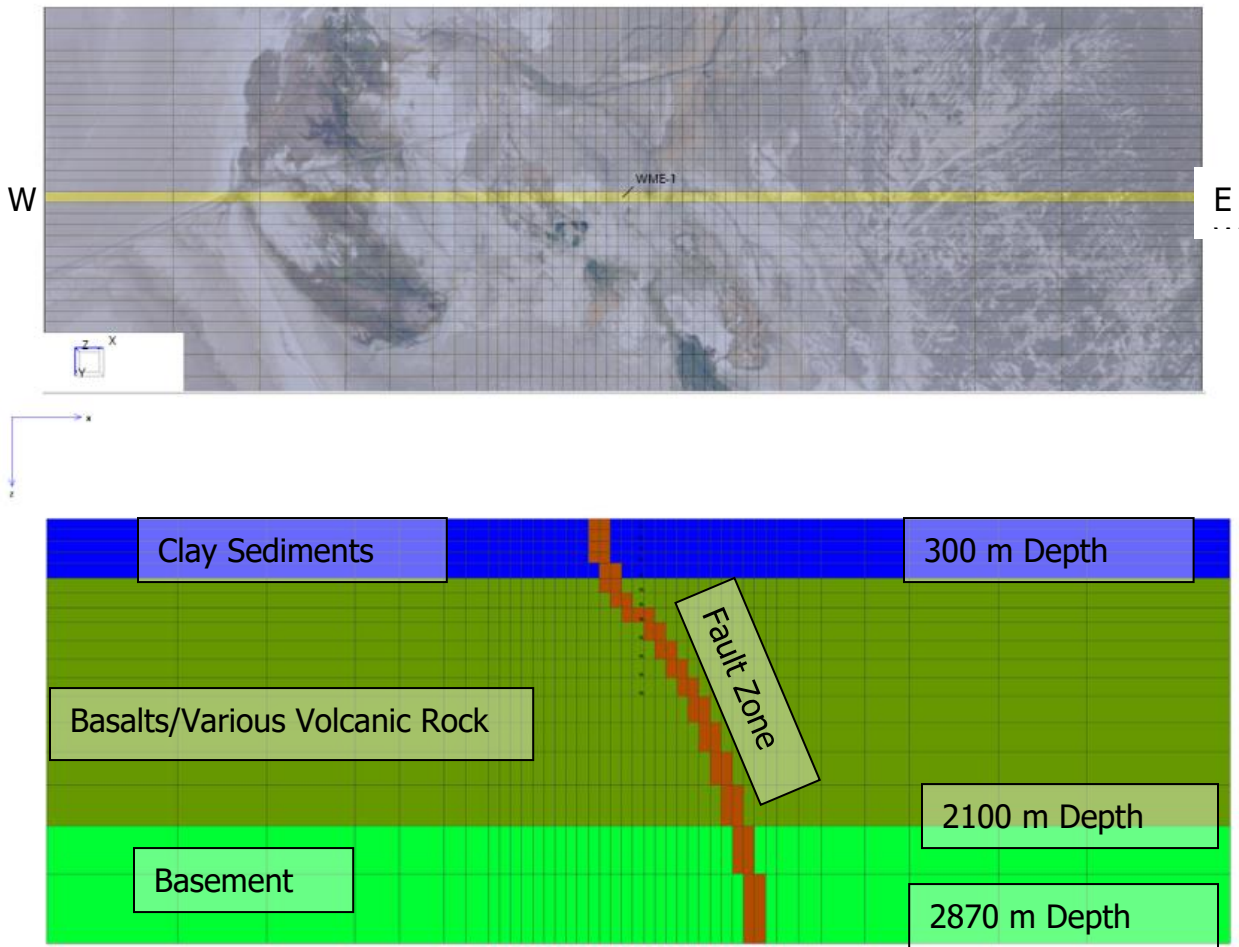 WME-1
W
E
Z X
Y
x
z
Clay Sediments
300 m Depth
Fault Zone
Basalts/Various Volcanic Rock
2100 m Depth
Basement
2870 m Depth